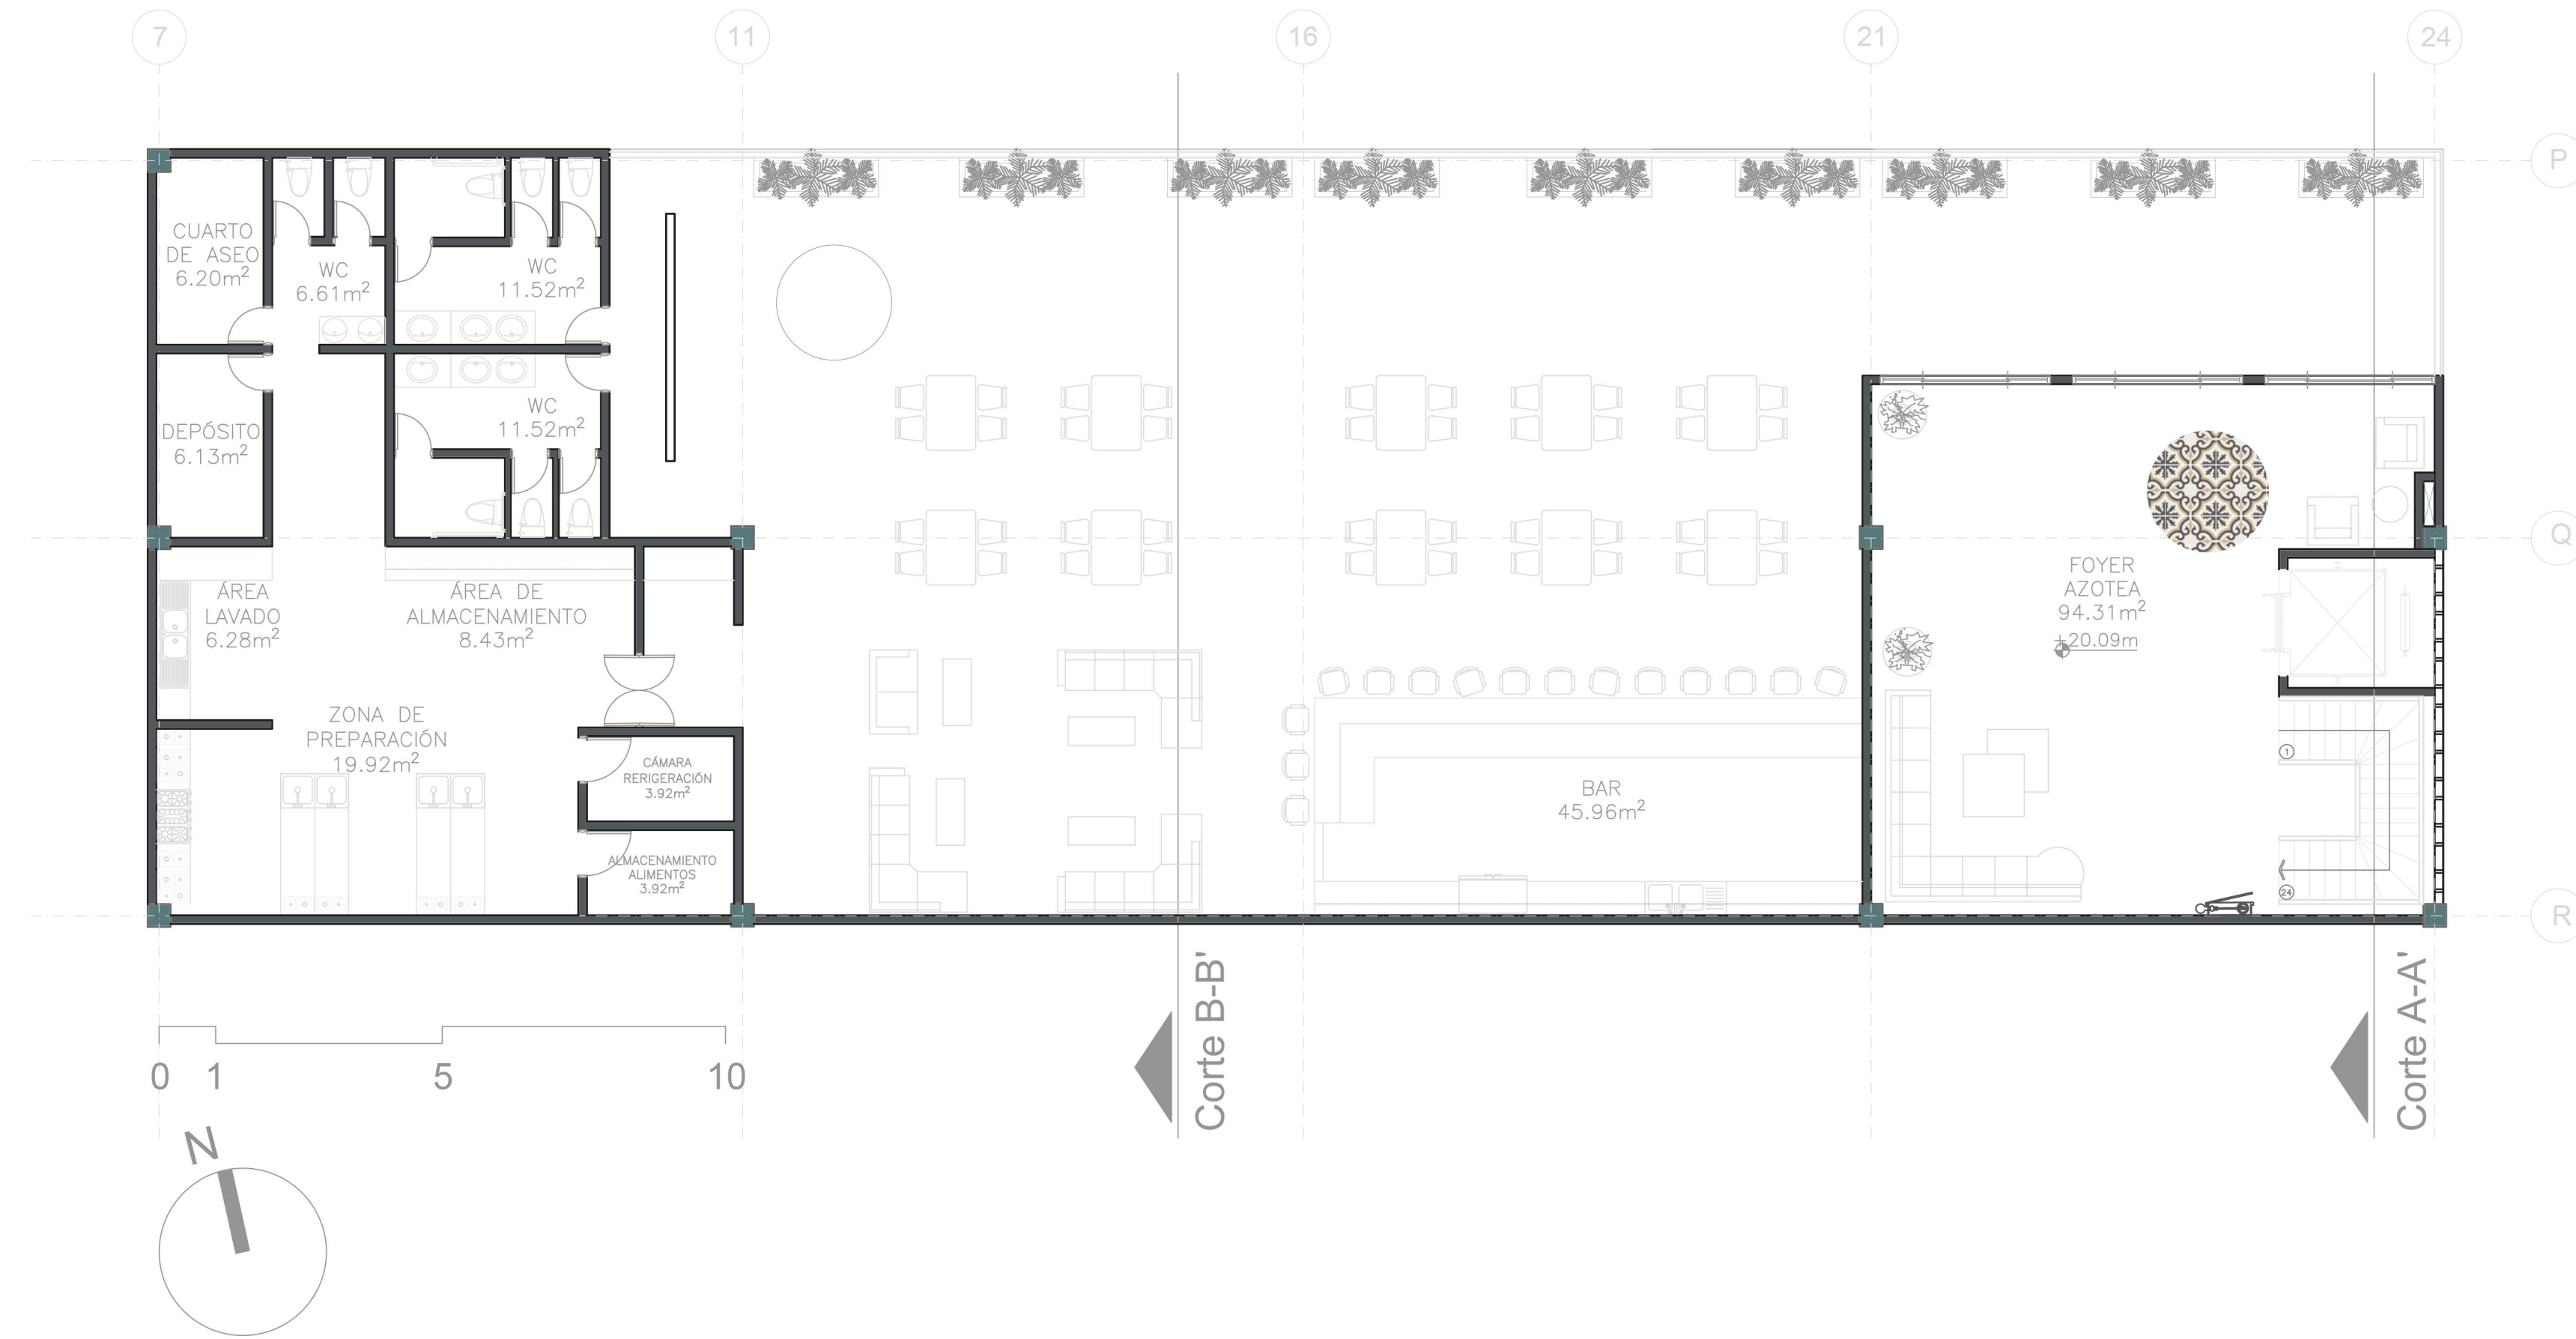 7
11
16
21
24
P
CUARTO
DE ASEO
6.20m²
WC
6.61m²
WC
11.52m²
DEPÓSITO
6.13m²
WC
11.52m²
Q
ÁREA
LAVADO
6.28m²
ÁREA DE
ALMACENAMIENTO
8.43m²
FOYER
AZOTEA
94.31m²
+20.09m
ZONA DE
PREPARACIÓN
19.92m²
CÁMARA
RERIGERACIÓN
3.92m²
BAR
45.96m²
1
ALMACENAMIENTO
ALIMENTOS
3.92m²
24
R
Corte B-B'
Corte A-A'
0 1 5 10
N